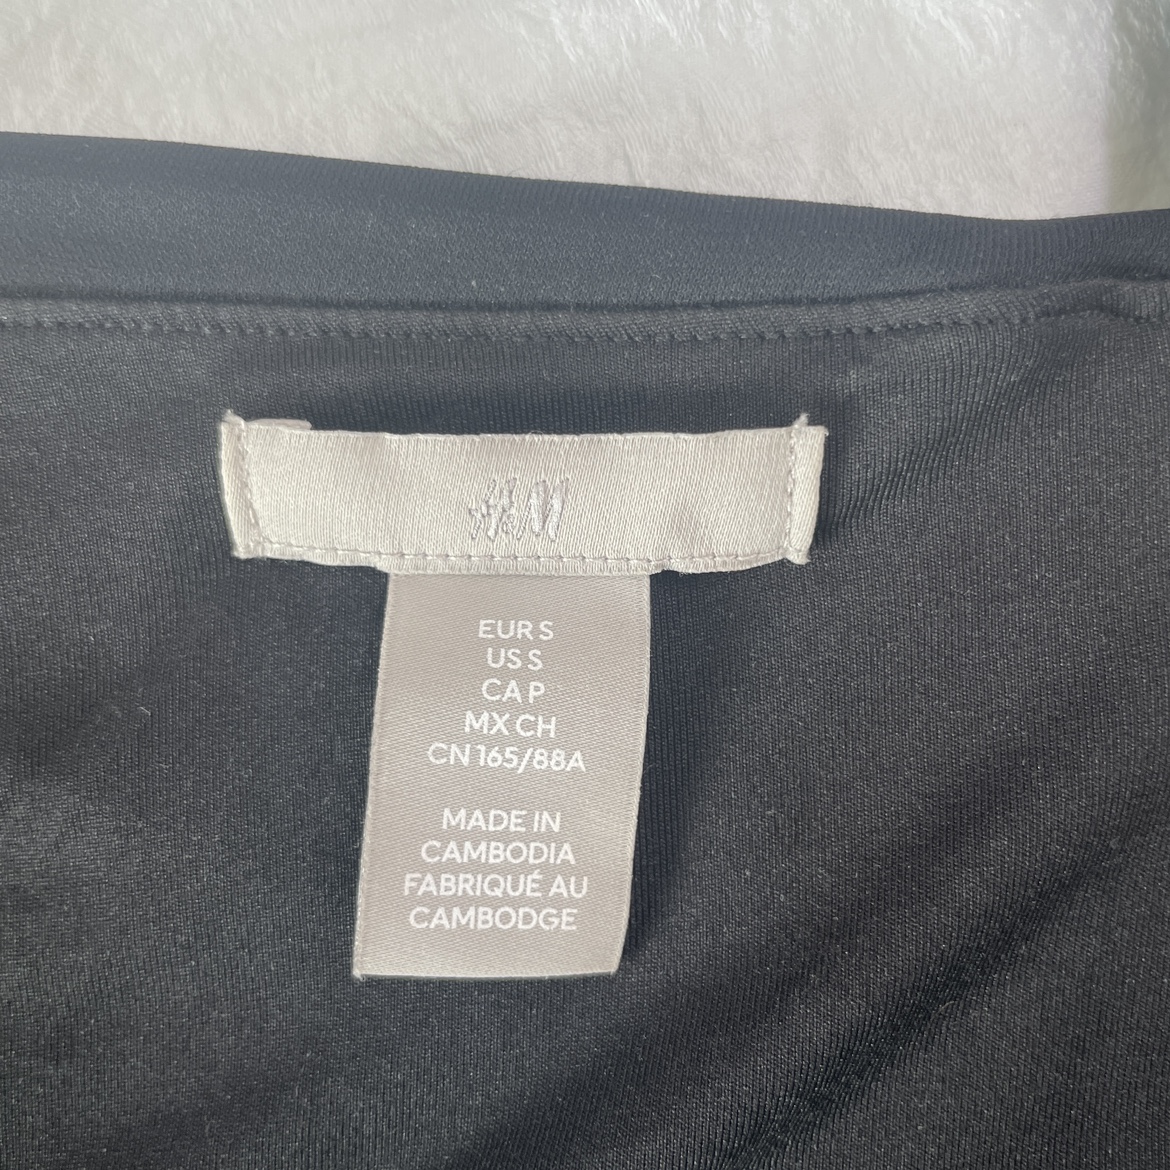 H&M
EUR S
US S
CA P
MX CH
CN 165/88A
MADE IN
CAMBODIA
FABRIQUÉ AU
CAMBODGE